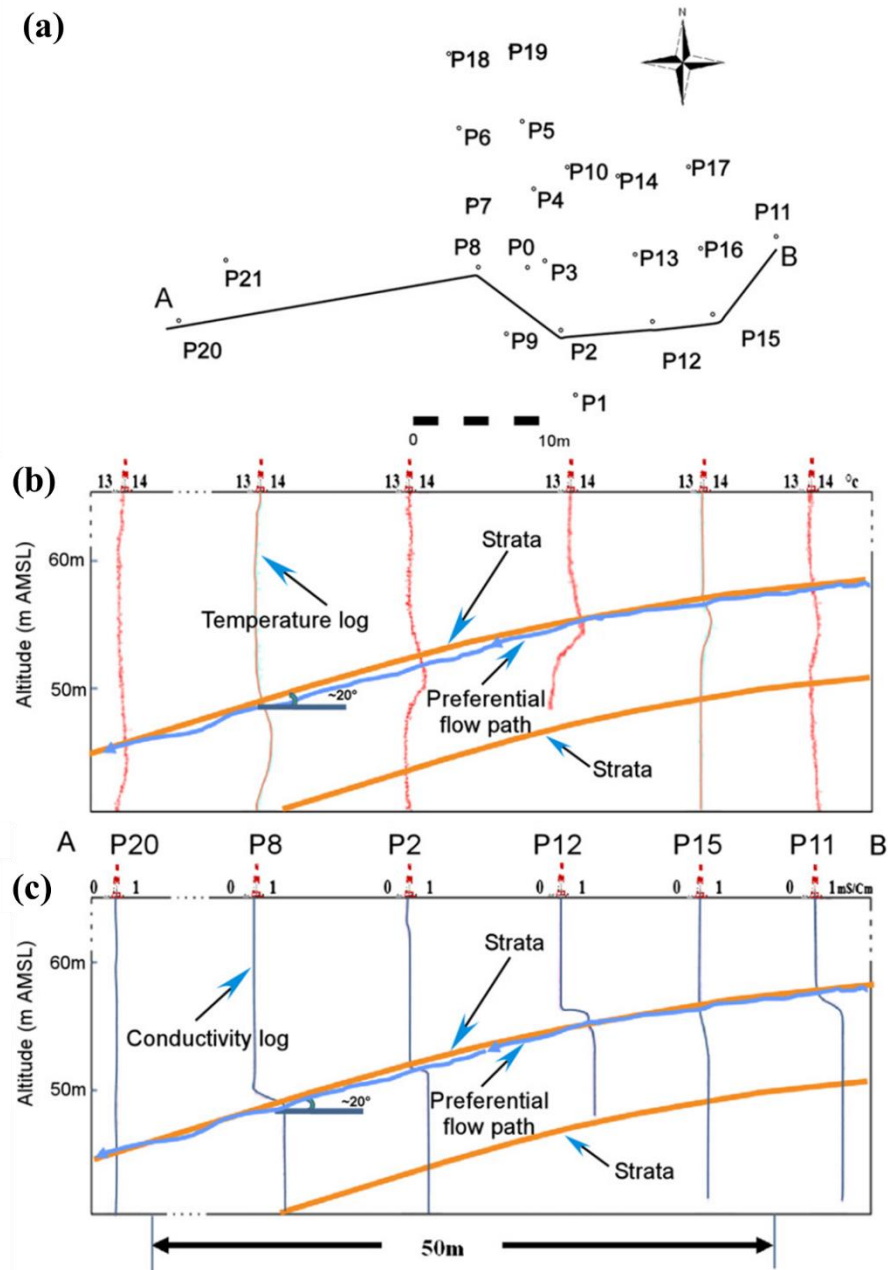 (a)
N
P18 P19
P6 P5
P10 P14 P17
P7 P4
P11
P8 P0
P21 P3 P13 P16 B
A
P20 P9 P2 P12 P15
P1
0 10m
(b)
13 14 13 14 13 14 13 14 13 14 13 14 °c
60m
Strata
Temperature log
Altitude (m AMSL)
50m
~20°
Preferential
flow path
Strata
A P20 P8 P2 P12 P15 P11 B
(c)
0 1 0 1 0 1 0 1 0 1 0 1 mS/Cm
60m
Strata
Conductivity log
Altitude (m AMSL)
50m
~20°
Preferential
flow path
Strata
50m